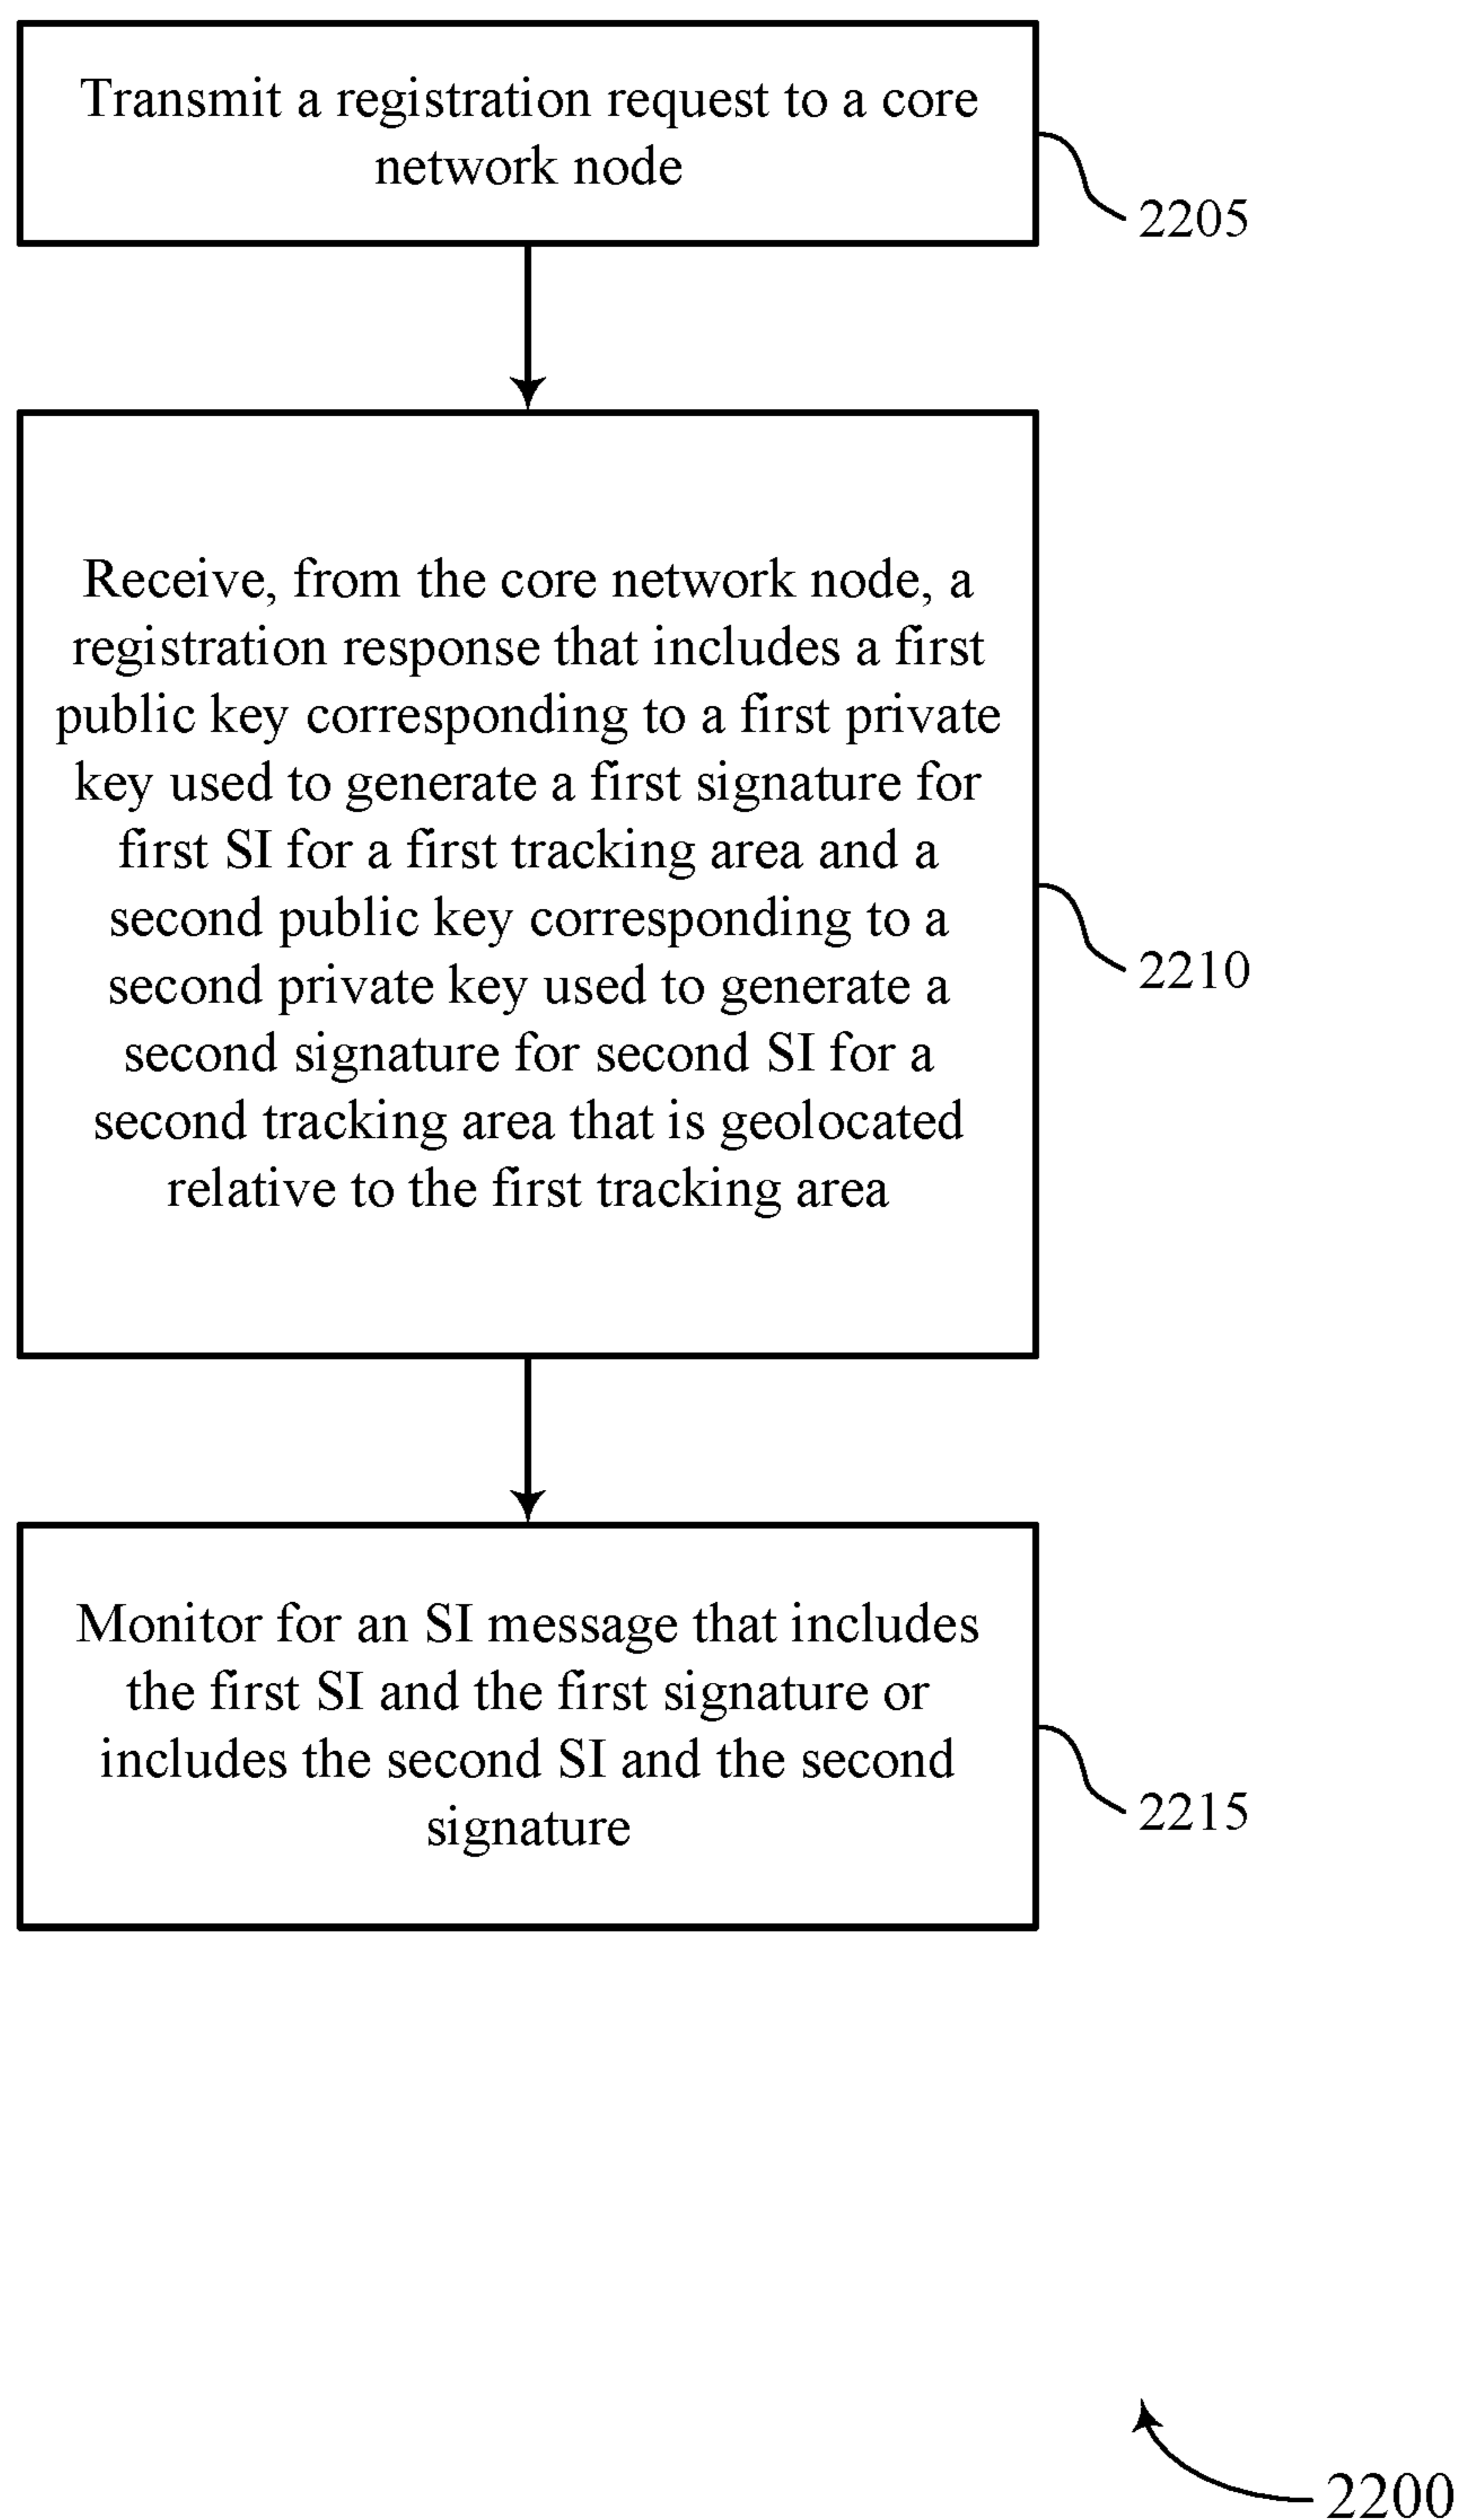 Transmit a registration request to a core
network node
2205
Receive, from the core network node, a
registration response that includes a first
public key corresponding to a first private
key used to generate a first signature for
first SI for a first tracking area and a
second public key corresponding to a
second private key used to generate a
second signature for second SI for a
second tracking area that is geolocated
relative to the first tracking area
2210
Monitor for an SI message that includes
the first SI and the first signature or
includes the second SI and the second
signature
2215
2200